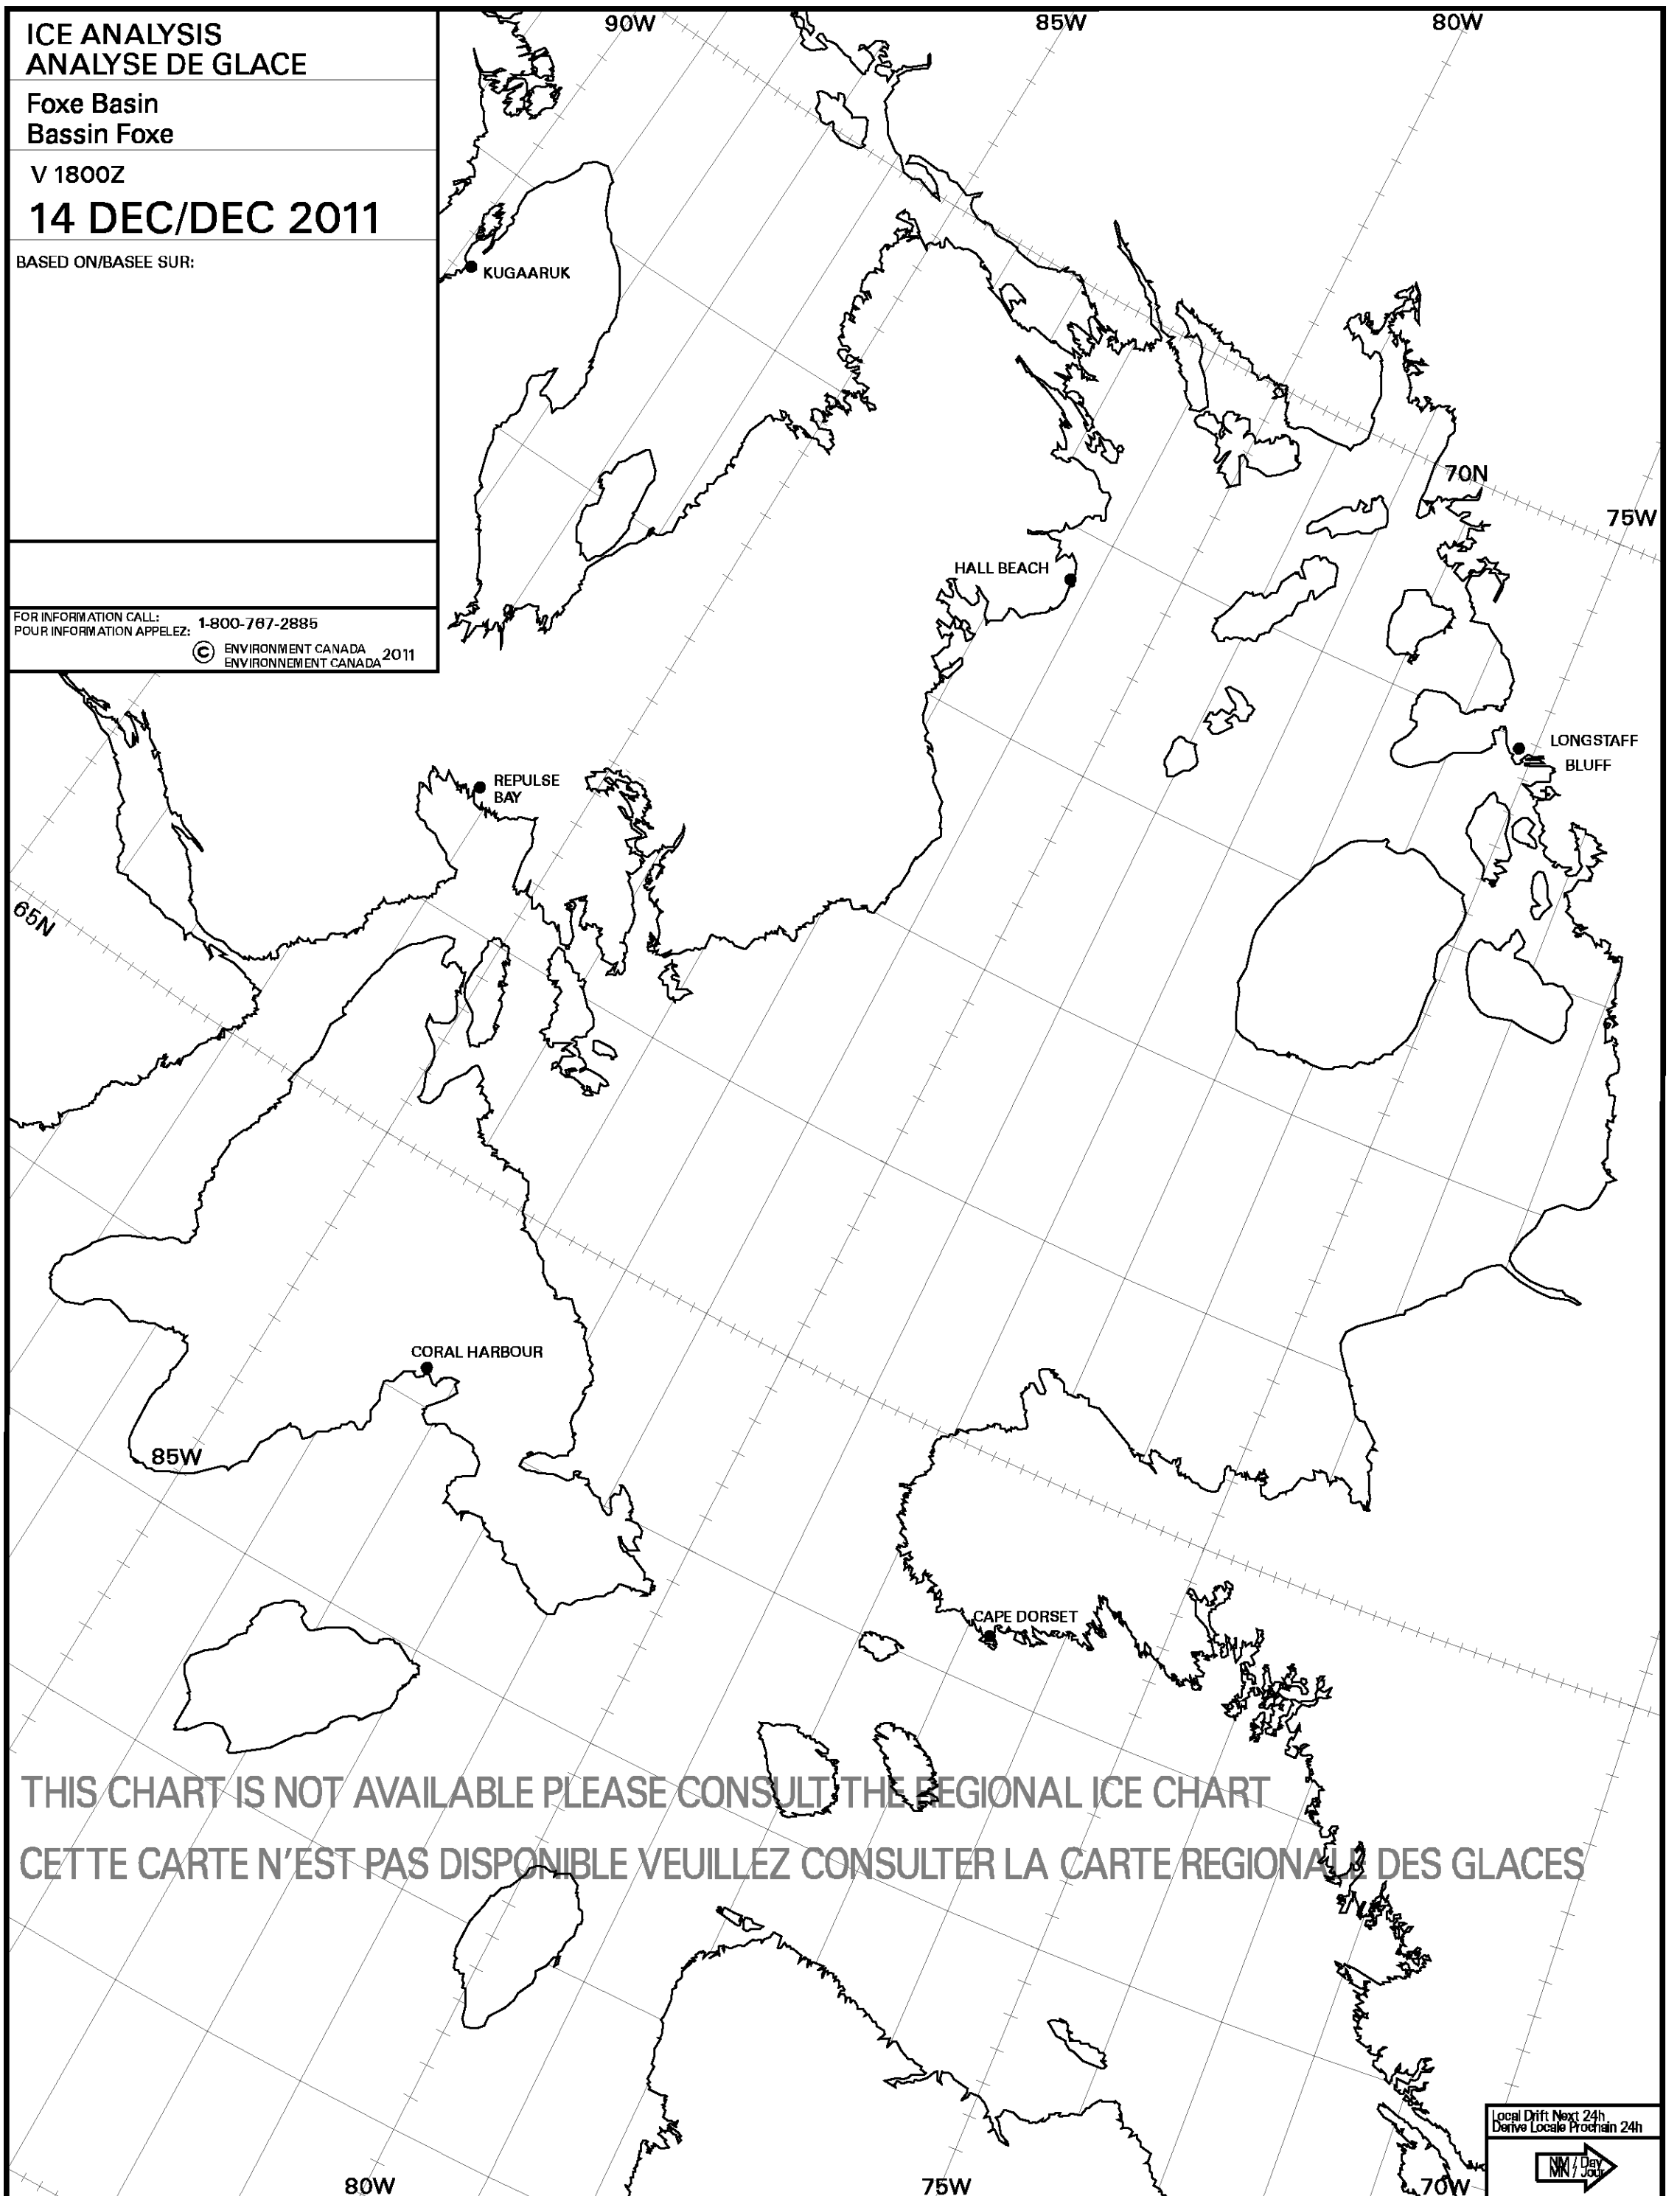 ICE ANALYSIS
ANALYSE DE GLACE
Foxe Basin
Bassin Foxe
V 1800Z
14 DEC/DEC 2011
BASED ON/BASEE SUR:
FOR INFORMATION CALL:
POUR INFORMATION APPELEZ:
1-800-767-2885
© ENVIRONMENT CANADA
ENVIRONNEMENT CANADA
2011
90W
85W
80W
KUGAARUK
70N
75W
HALL BEACH
LONGSTAFF
BLUFF
REPULSE
BAY
65N
CORAL HARBOUR
85W
CAPE DORSET
THIS CHART IS NOT AVAILABLE PLEASE CONSULT THE REGIONAL ICE CHART
CETTE CARTE N'EST PAS DISPONIBLE VEUILLEZ CONSULTER LA CARTE REGIONALE DES GLACES
Local Drift Next 24h
Derive Locale Prochain 24h
NM / Day
MN / Jour
80W
75W
70W